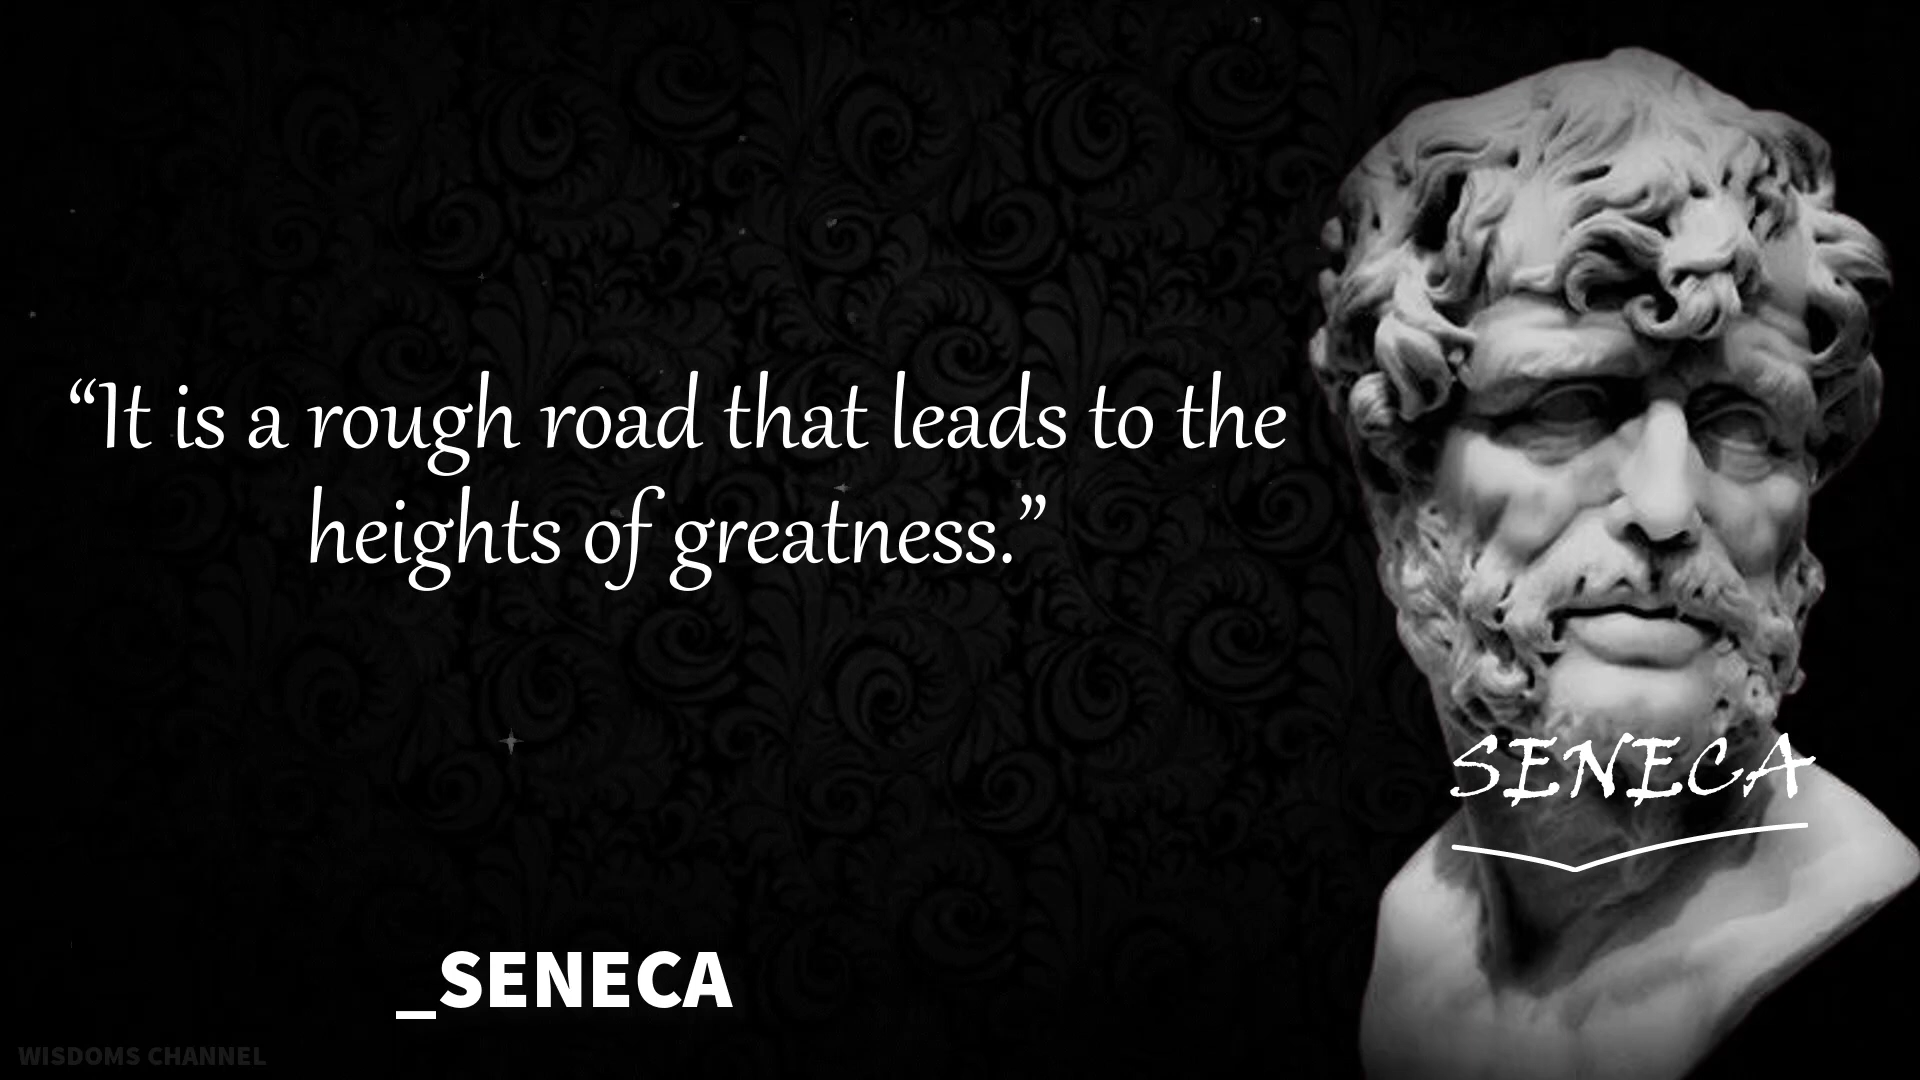 “It is a rough road that leads to the
heights of greatness.”
SENECA
_SENECA
WISDOMS CHANNEL